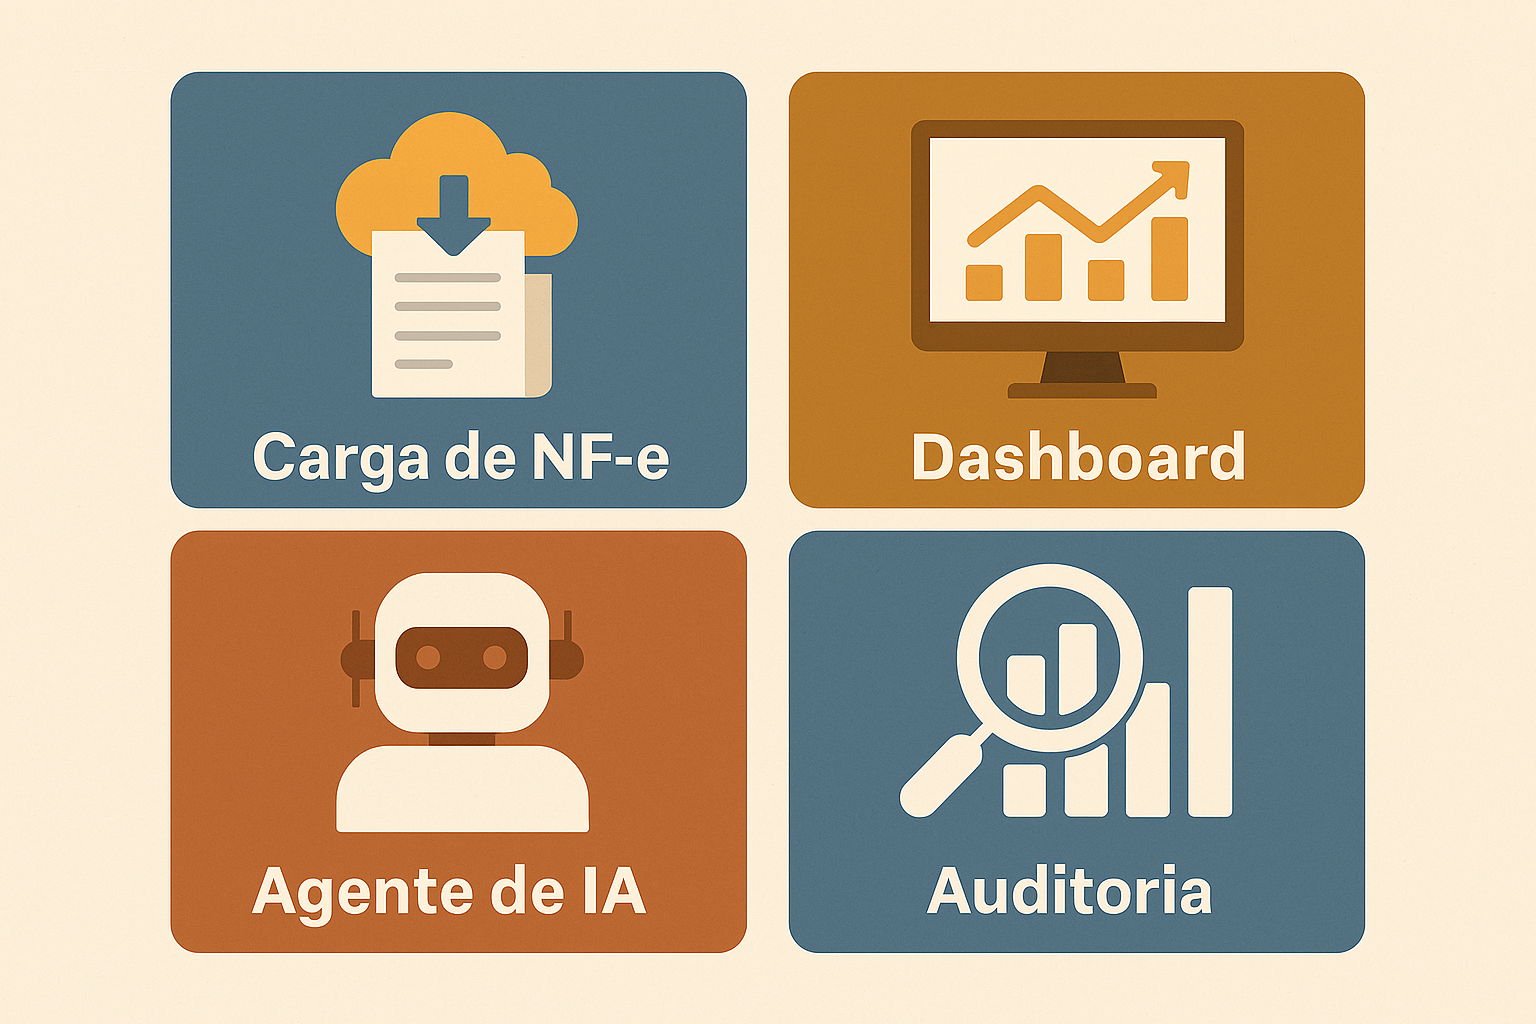 Carga de NF-e
Dashboard
Agente de IA
Auditoria